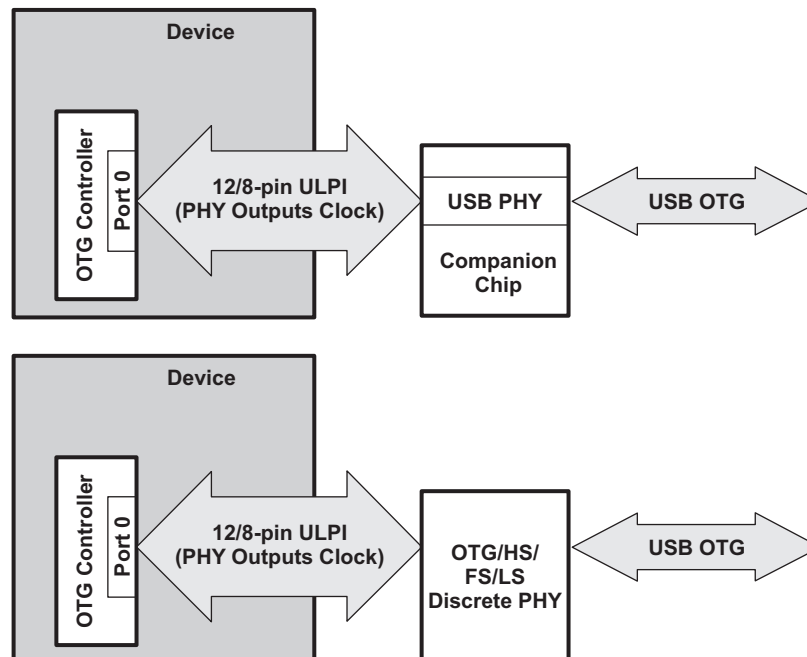 Device
OTG Controller
Port 0
12/8-pin ULPI
(PHY Outputs Clock)
USB PHY
Companion
Chip
USB OTG
Device
OTG Controller
Port 0
12/8-pin ULPI
(PHY Outputs Clock)
OTG/HS/
FS/LS
Discrete PHY
USB OTG